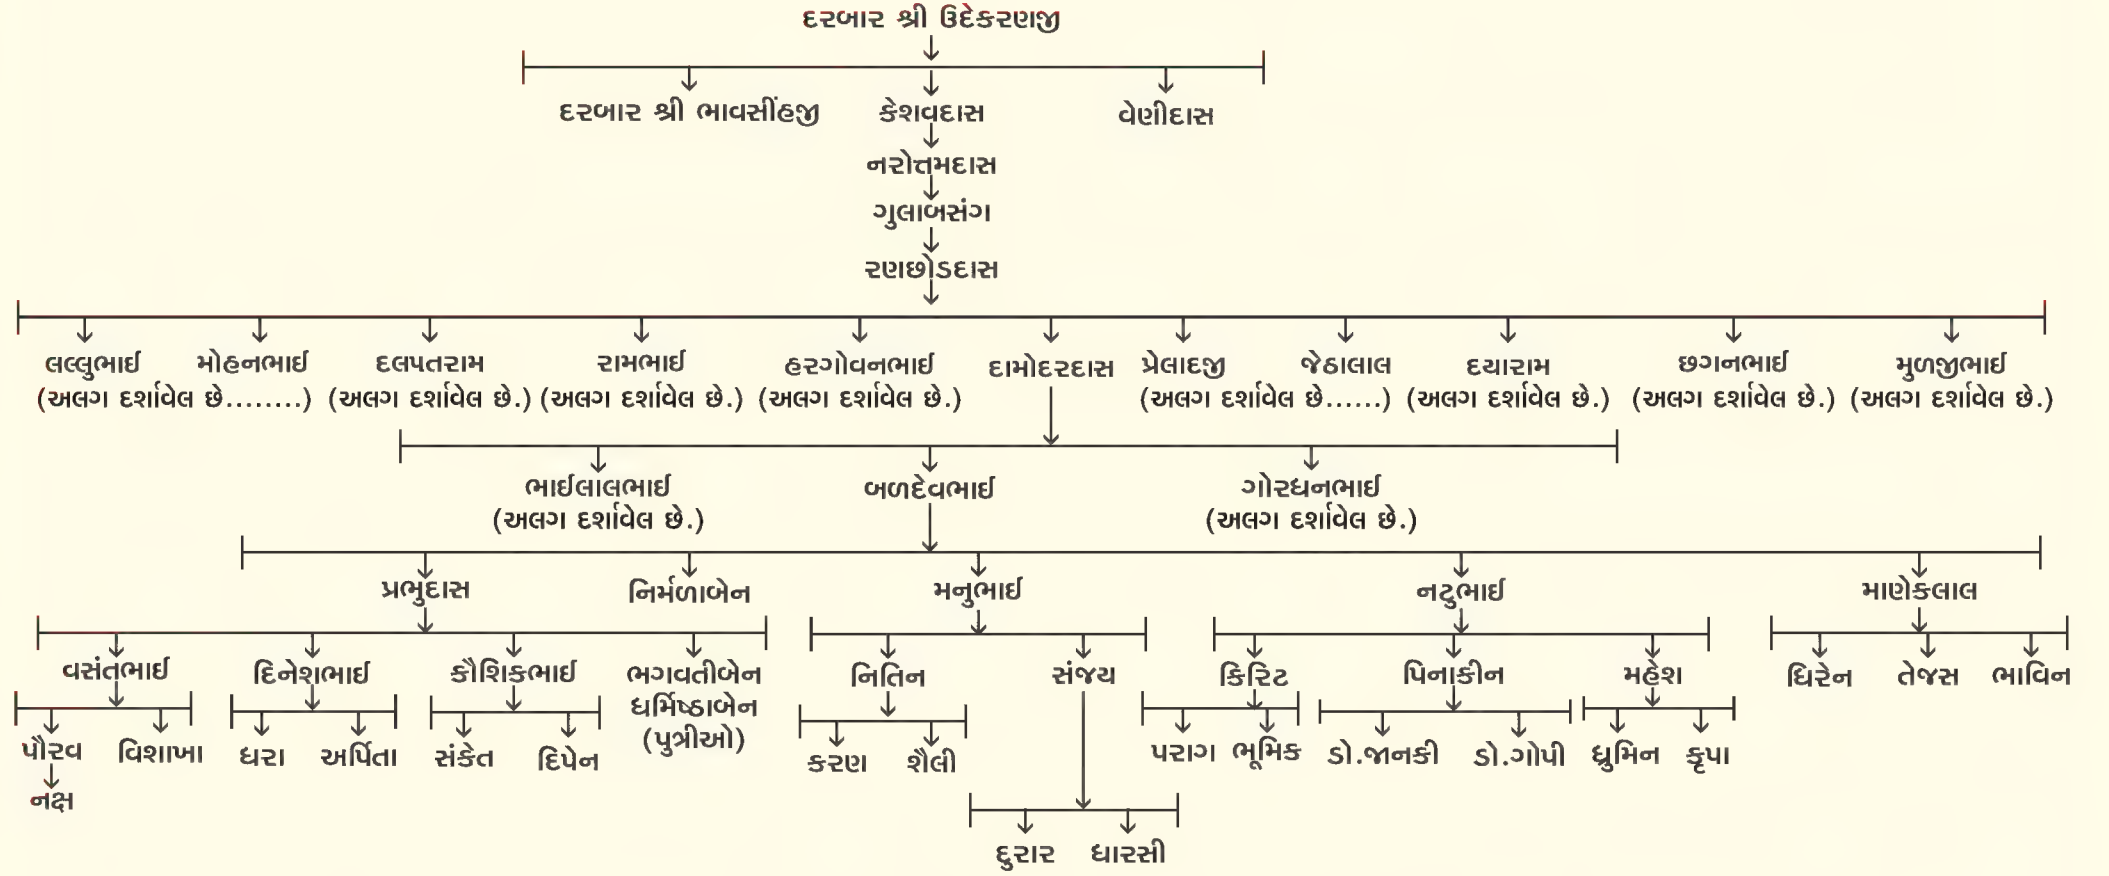 દરબાર શ્રી ઉદેકરણજી
દરબાર શ્રી ભાવસીંહજી કેશવદાસ વેણીદાસ
નરોત્તમદાસ
ગુલાબસંગ
રણછોડદાસ
લલ્લુભાઈ મોહનભાઈ દલપતરામ રામભાઈ હરગોવનભાઈ દામોદરદાસ પ્રેલાદજી જેઠાલાલ દયારામ છગનભાઈ મુળજીભાઈ
(અલગ દર્શાવેલ છે........) (અલગ દર્શાવેલ છે.) (અલગ દર્શાવેલ છે.) (અલગ દર્શાવેલ છે.) (અલગ દર્શાવેલ છે......) (અલગ દર્શાવેલ છે.) (અલગ દર્શાવેલ છે.) (અલગ દર્શાવેલ છે.)
ભાઈલાલભાઈ બળદેવભાઈ ગોરધનભાઈ
(અલગ દર્શાવેલ છે.) (અલગ દર્શાવેલ છે.)
પ્રભુદાસ નિર્મળાબેન મનુભાઈ નટુભાઈ માણેકલાલ
વસંતભાઈ દિનેશભાઈ કૌશિકભાઈ ભગવતીબેન નિતિન સંજય કિરિટ પિનાકીન મહેશ ધિરેન તેજસ ભાવિન
ધર્મિષ્ઠાબેન
(પુત્રીઓ)
પૌરવ વિશાખા ધરા અર્પિતા સંકેત દિપેન કરણ શૈલી પરાગ ભૂમિક ડો.જાનકી ડો.ગોપી ધ્રુમિન કૃપા
નક્ષ
દુરાર ધારસી